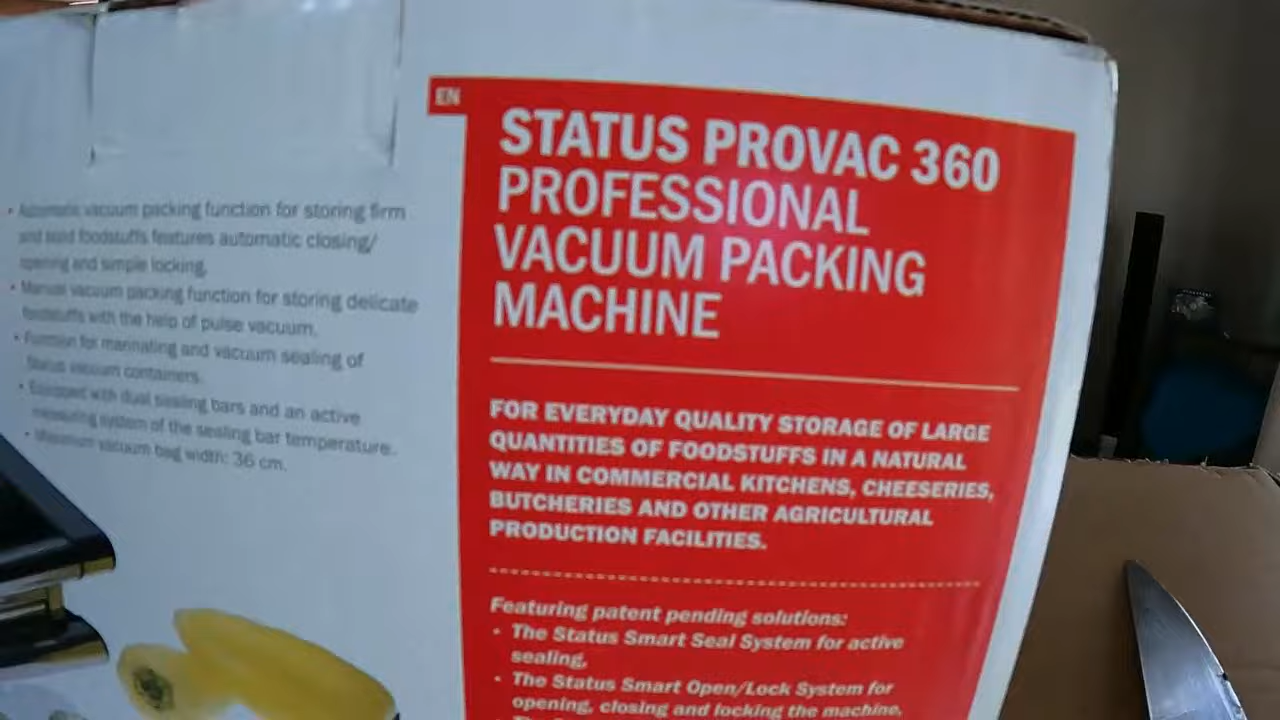 • Automatic vacuum packing function for storing firm
and solid foodstuffs features automatic closing/
opening and simple locking.
• Manual vacuum packing function for storing delicate
foodstuffs with the help of pulse vacuum.
• Function for marinating and vacuum sealing of
Status vacuum containers.
• Equipped with dual sealing bars and an active
measuring system of the sealing bar temperature.
• Maximum vacuum bag width: 36 cm.
EN
STATUS PROVAC 360
PROFESSIONAL
VACUUM PACKING
MACHINE
FOR EVERYDAY QUALITY STORAGE OF LARGE
QUANTITIES OF FOODSTUFFS IN A NATURAL
WAY IN COMMERCIAL KITCHENS, CHEESERIES,
BUTCHERIES AND OTHER AGRICULTURAL
PRODUCTION FACILITIES.
Featuring patent pending solutions:
• The Status Smart Seal System for active
sealing,
• The Status Smart Open/Lock System for
opening, closing and locking the machine,